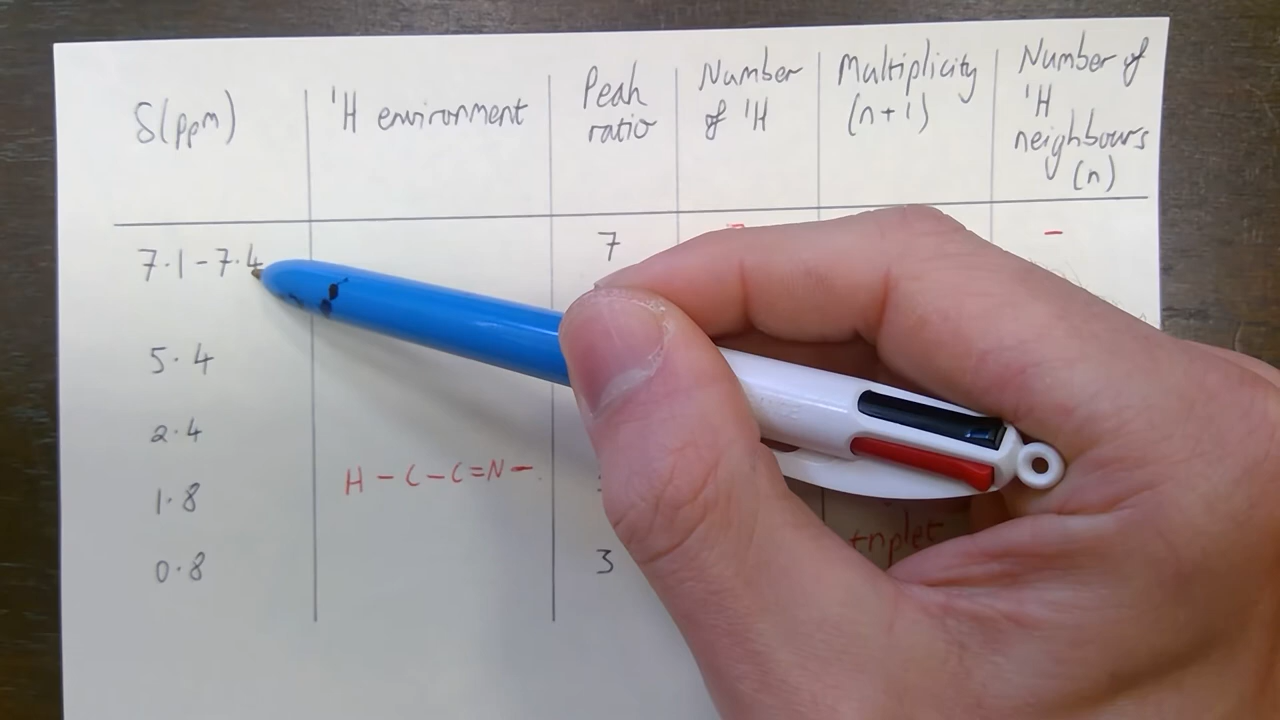 δ(ppm)
¹H environment
Peak
ratio
Number
of ¹H
Multiplicity
(n+1)
Number of
¹H
neighbours
(n)
7·1-7·4
7
-
5·4
2·4
1·8
H-C-C=N-
0·8
3
triplet